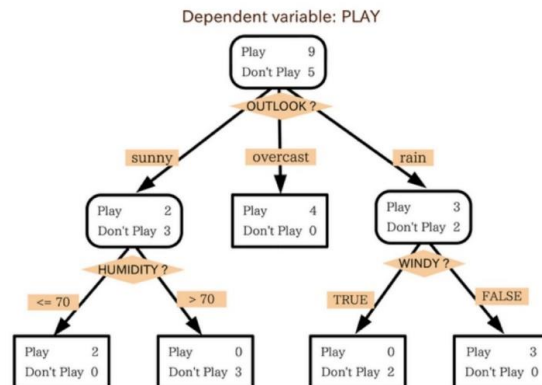 Dependent variable: PLAY
Play 9
Don't Play 5
OUTLOOK ?
sunny
overcast
rain
Play 2
Don't Play 3
Play 4
Don't Play 0
Play 3
Don't Play 2
HUMIDITY ?
WINDY ?
<= 70
> 70
TRUE
FALSE
Play 2
Don't Play 0
Play 0
Don't Play 3
Play 0
Don't Play 2
Play 3
Don't Play 0